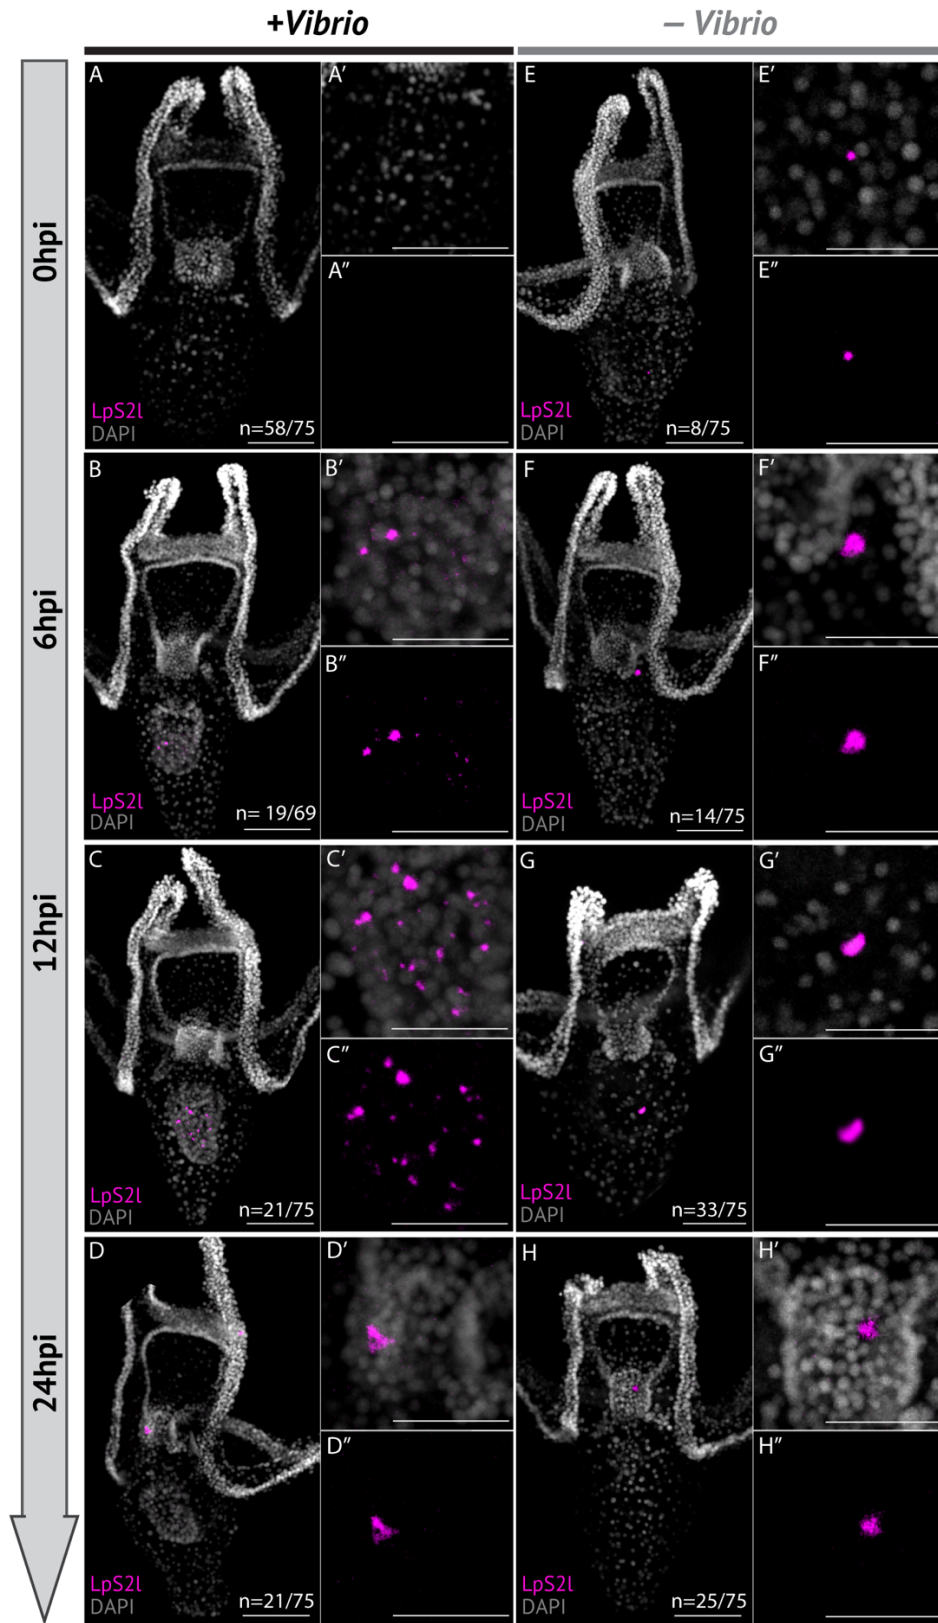 +Vibrio
– Vibrio
0hpi
A
A'
A"
LpS2l
DAPI
n=58/75
E
E'
E"
LpS2l
DAPI
n=8/75
6hpi
B
B'
B"
LpS2l
DAPI
n= 19/69
F
F'
F"
LpS2l
DAPI
n=14/75
12hpi
C
C'
C"
LpS2l
DAPI
n=21/75
G
G'
G"
LpS2l
DAPI
n=33/75
24hpi
D
D'
D"
LpS2l
DAPI
n=21/75
H
H'
H"
LpS2l
DAPI
n=25/75